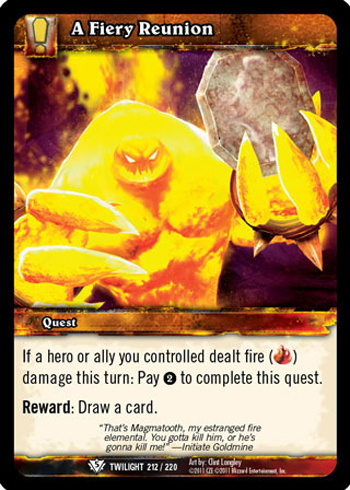 A Fiery Reunion
Quest
If a hero or ally you controlled dealt fire ( )
damage this turn: Pay 2 to complete this quest.
Reward: Draw a card.
"That's Magmatooth, my estranged fire
elemental. You gotta kill him, or he's
gonna kill me!" —Initiate Goldmine
TWILIGHT 212 / 220
Art by: Clint Langley
©2011 CZE ©2011 Blizzard Entertainment, Inc.